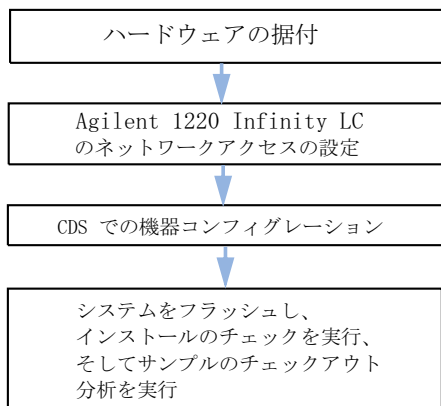 ハードウェアの据付
Agilent 1220 Infinity LC
のネットワークアクセスの設定
CDS での機器コンフィグレーション
システムをフラッシュし、
インストールのチェックを実行、
そしてサンプルのチェックアウト
分析を実行